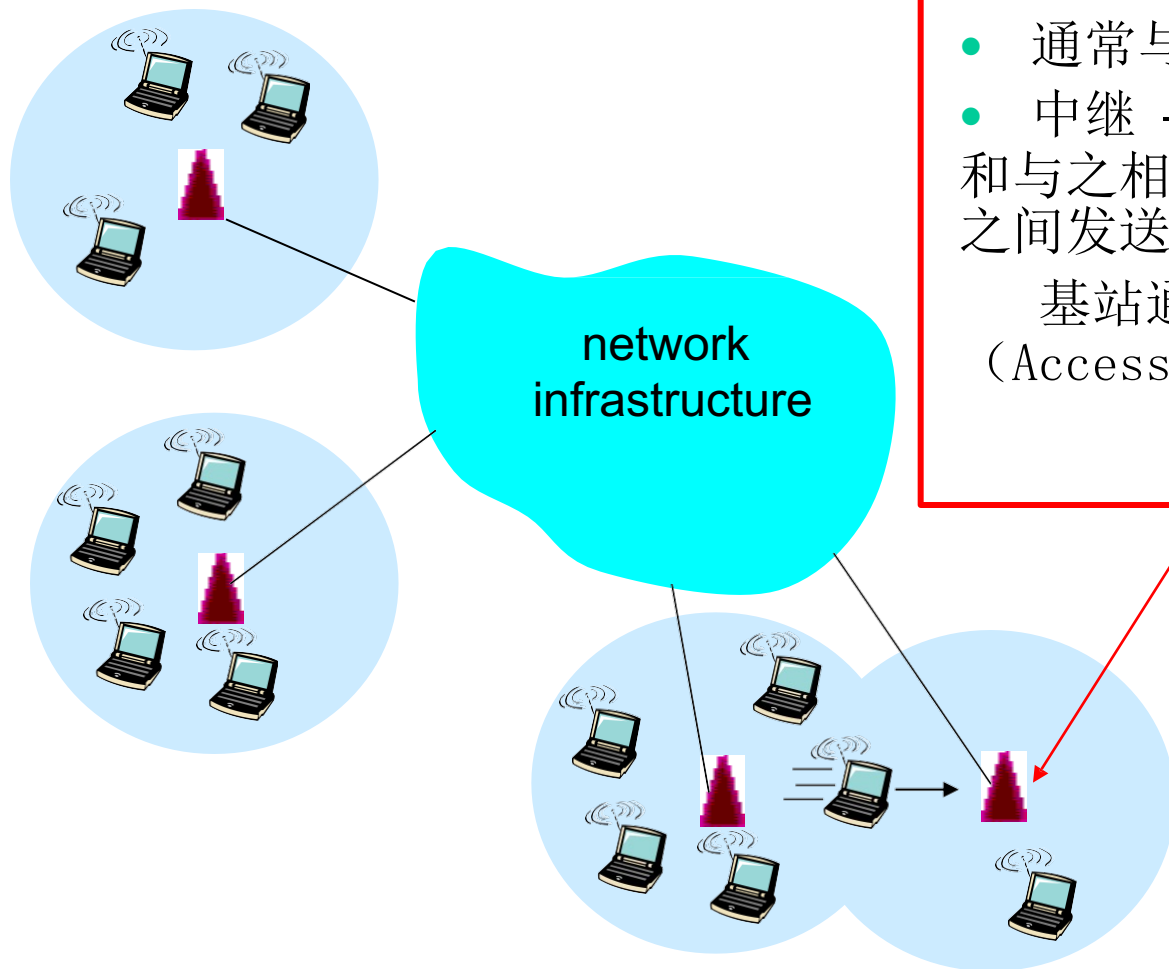 network
infrastructure
• 通常与
• 中继 -
和与之相
之间发送
基站通
（Access